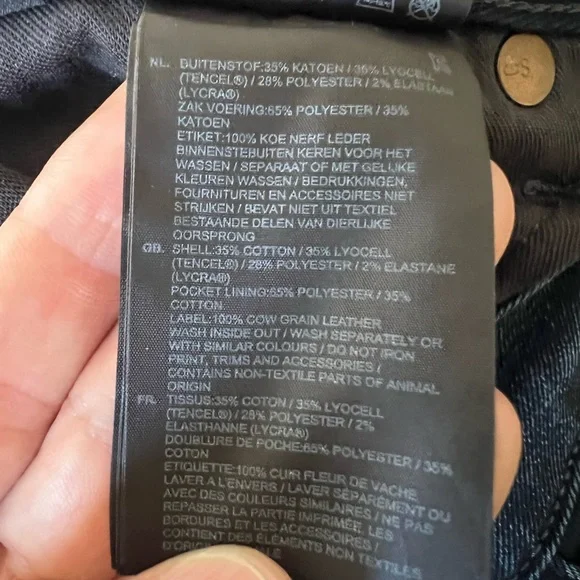 NL. BUITENSTOF:35% KATOEN / 35% LYOCELL
(TENCEL®) / 28% POLYESTER / 2% ELASTAAN
(LYCRA®)
ZAK VOERING:65% POLYESTER / 35%
KATOEN
ETIKET:100% KOE NERF LEDER
BINNENSTEBUITEN KEREN VOOR HET
WASSEN / SEPARAAT OF MET GELIJKE
KLEUREN WASSEN / BEDRUKKINGEN,
FOURNITUREN EN ACCESSOIRES NIET
STRIJKEN / BEVAT NIET UIT TEXTIEL
BESTAANDE DELEN VAN DIERLIJKE
OORSPRONG
GB. SHELL:35% COTTON / 35% LYOCELL
(TENCEL®) / 28% POLYESTER / 2% ELASTANE
(LYCRA®)
POCKET LINING:65% POLYESTER / 35%
COTTON
LABEL:100% COW GRAIN LEATHER
WASH INSIDE OUT / WASH SEPARATELY OR
WITH SIMILAR COLOURS / DO NOT IRON
PRINT, TRIMS AND ACCESSORIES /
CONTAINS NON-TEXTILE PARTS OF ANIMAL
ORIGIN
FR. TISSUS:35% COTON / 35% LYOCELL
(TENCEL®) / 28% POLYESTER / 2%
ELASTHANNE (LYCRA®)
DOUBLURE DE POCHE:65% POLYESTER / 35%
COTON
ETIQUETTE:100% CUIR FLEUR DE VACHE
LAVER A L'ENVERS / LAVER SÉPARÉMENT OU
AVEC DES COULEURS SIMILAIRES / NE PAS
REPASSER LA PARTIE IMPRIMÉE, LES
BORDURES ET LES ACCESSOIRES /
CONTIENT DES ÉLÉMENTS NON TEXTILES